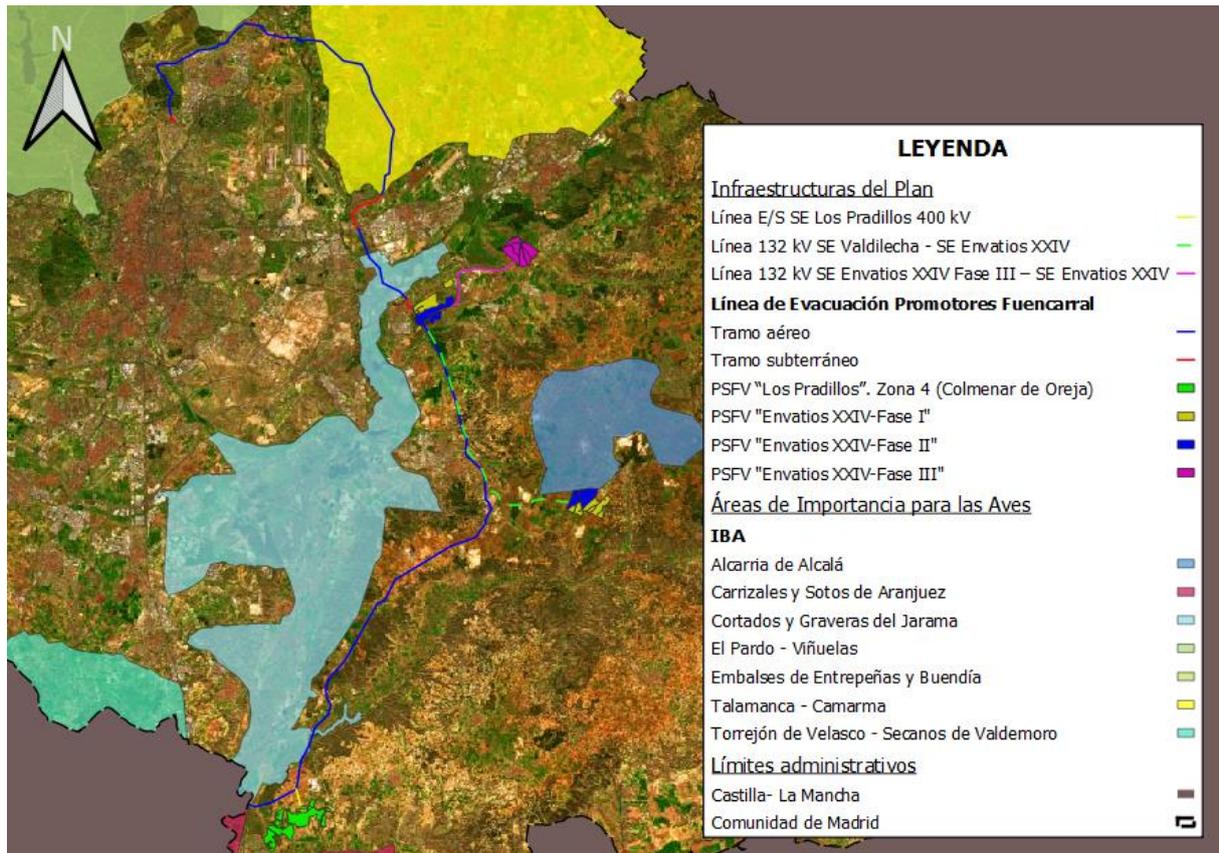 N
LEYENDA
Infraestructuras del Plan
Línea E/S SE Los Pradillos 400 kV
Línea 132 kV SE Valdilecha - SE Envatios XXIV
Línea 132 kV SE Envatios XXIV Fase III – SE Envatios XXIV
Línea de Evacuación Promotores Fuencarral
Tramo aéreo
Tramo subterráneo
PSFV "Los Pradillos". Zona 4 (Colmenar de Oreja)
PSFV "Envatios XXIV-Fase I"
PSFV "Envatios XXIV-Fase II"
PSFV "Envatios XXIV-Fase III"
Áreas de Importancia para las Aves
IBA
Alcarria de Alcalá
Carrizales y Sotos de Aranjuez
Cortados y Graveras del Jarama
El Pardo - Viñuelas
Embalses de Entrepeñas y Buendía
Talamanca - Camarma
Torrejón de Velasco - Secanos de Valdemoro
Límites administrativos
Castilla- La Mancha
Comunidad de Madrid